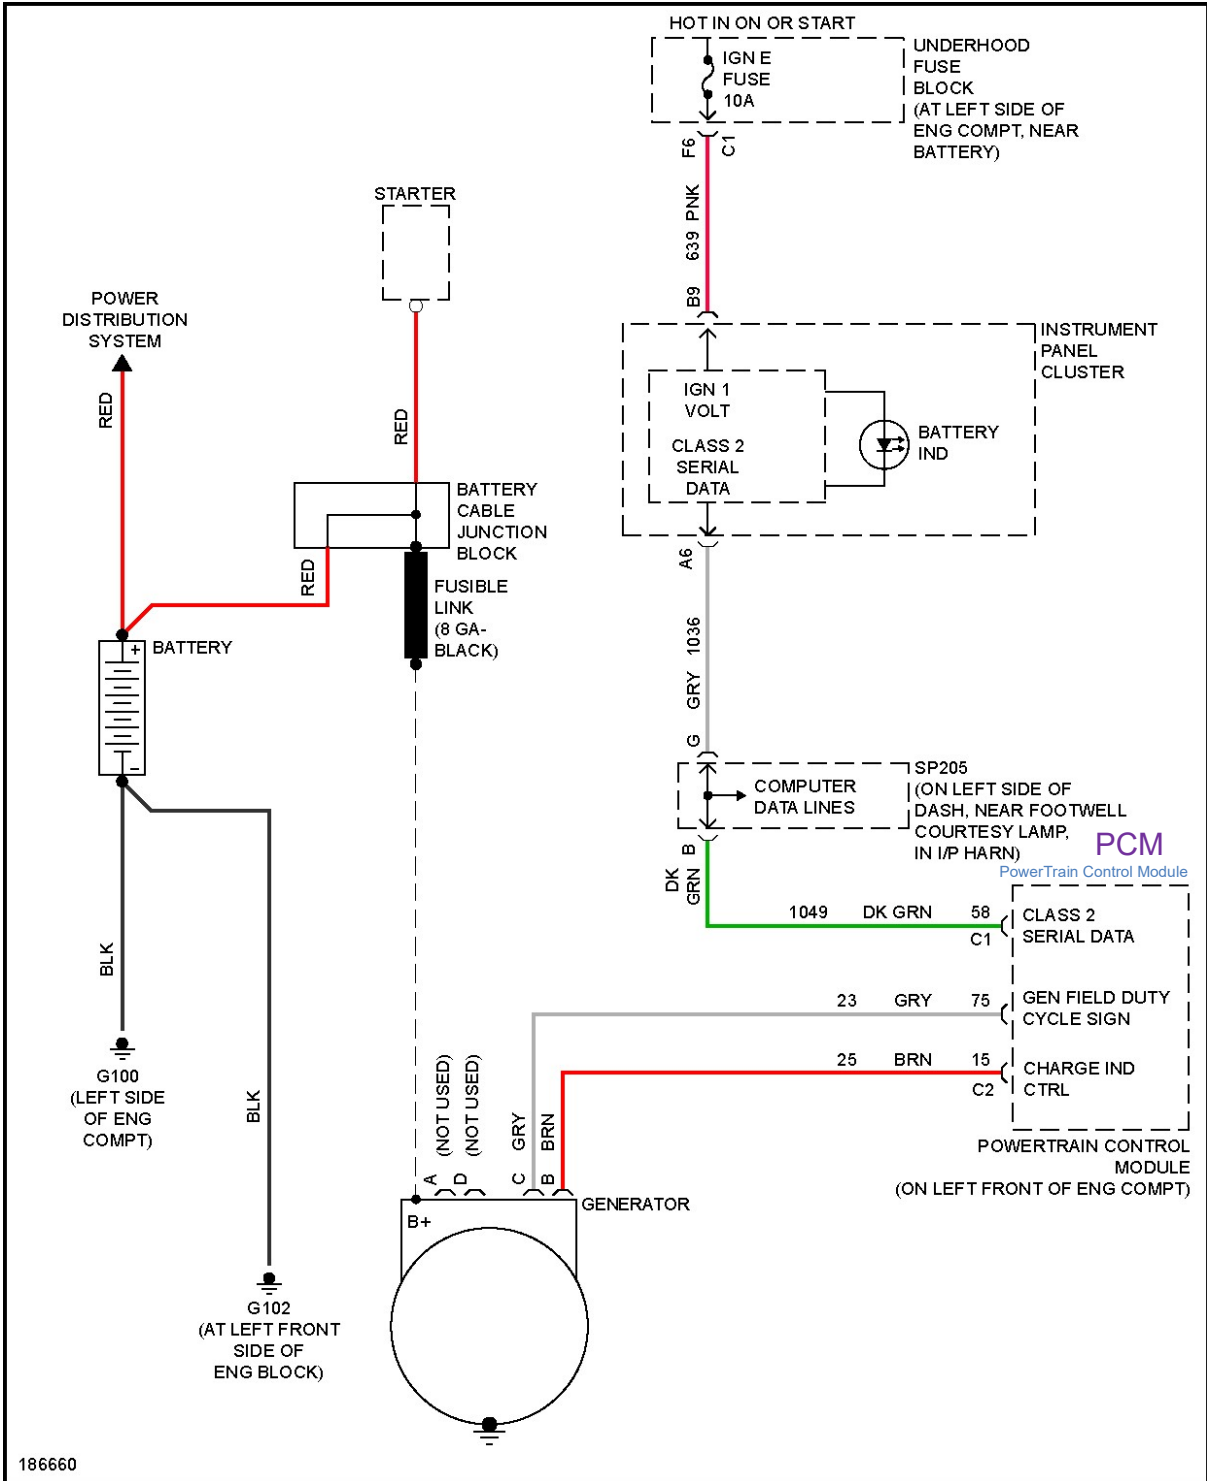 HOT IN ON OR START
IGN E
FUSE
10A
UNDERHOOD
FUSE
BLOCK
(AT LEFT SIDE OF
ENG COMPT, NEAR
BATTERY)
F6
C1
639 PNK
B9
STARTER
RED
POWER
DISTRIBUTION
SYSTEM
RED
INSTRUMENT
PANEL
CLUSTER
IGN 1
VOLT
CLASS 2
SERIAL
DATA
BATTERY
IND
BATTERY
CABLE
JUNCTION
BLOCK
RED
FUSIBLE
LINK
(8 GA-
BLACK)
BATTERY
+
-
A6
GRY 1036
G
COMPUTER
DATA LINES
SP205
(ON LEFT SIDE OF
DASH, NEAR FOOTWELL
COURTESY LAMP,
IN I/P HARN)
B
DK
GRN
PCM
PowerTrain Control Module
1049 DK GRN 58
C1
CLASS 2
SERIAL DATA
23 GRY 75
GEN FIELD DUTY
CYCLE SIGN
25 BRN 15
C2
CHARGE IND
CTRL
POWERTRAIN CONTROL
MODULE
(ON LEFT FRONT OF ENG COMPT)
BLK
G100
(LEFT SIDE
OF ENG
COMPT)
BLK
G102
(AT LEFT FRONT
SIDE OF
ENG BLOCK)
A (NOT USED)
D (NOT USED)
C GRY
B BRN
GENERATOR
B+
186660